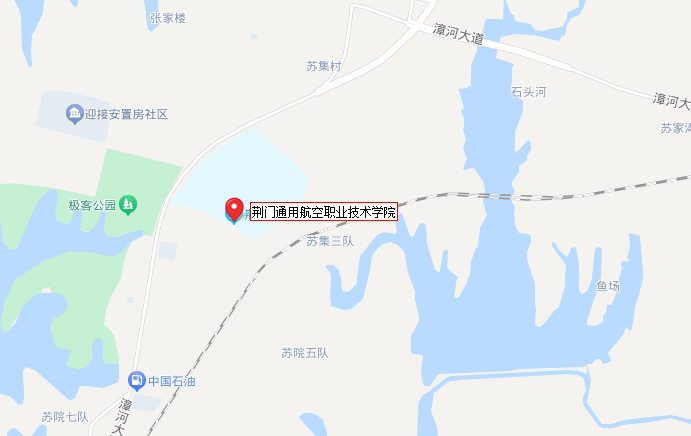 张家楼
漳河大道
苏集村
石头河
漳河大
迎接安置房社区
苏家湾
极客公园
荆门通用航空职业技术学院
苏集三队
鱼场
苏院五队
中国石油
苏院七队
漳河大